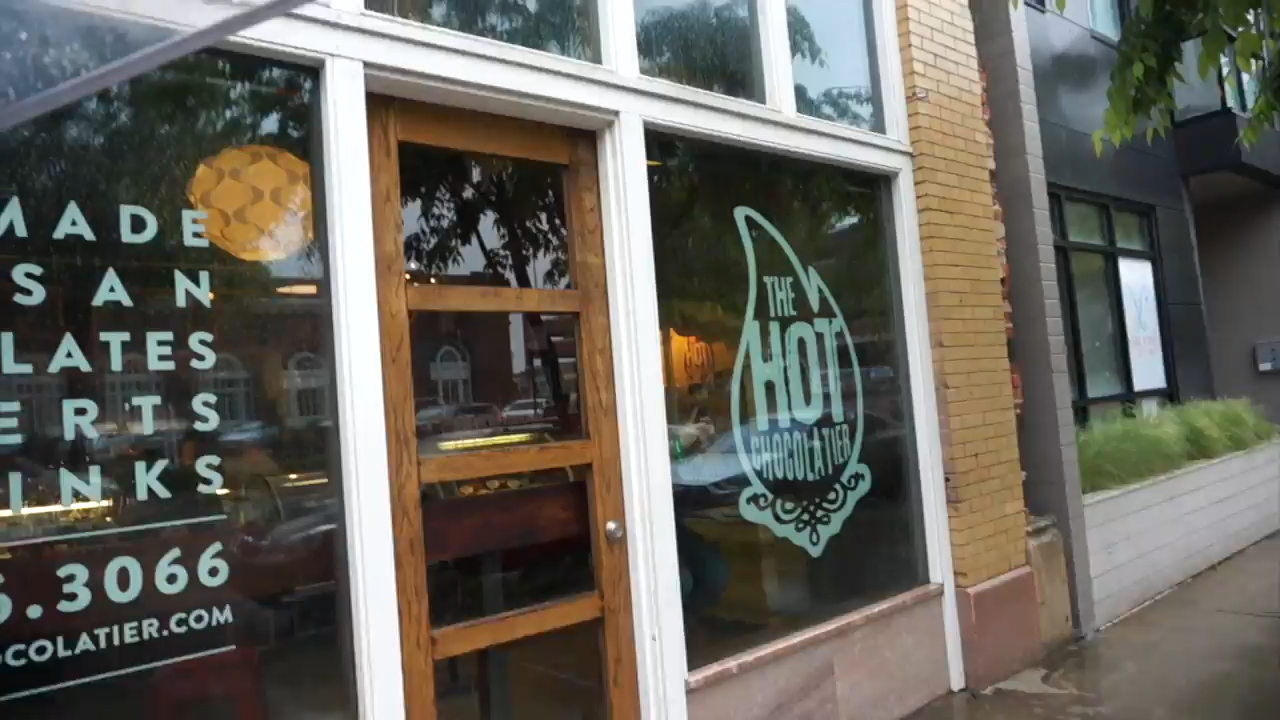 MADE
SAN
LATES
ERTS
INKS
.3066
OCOLATIER.COM
THE
HOT
CHOCOLATIER